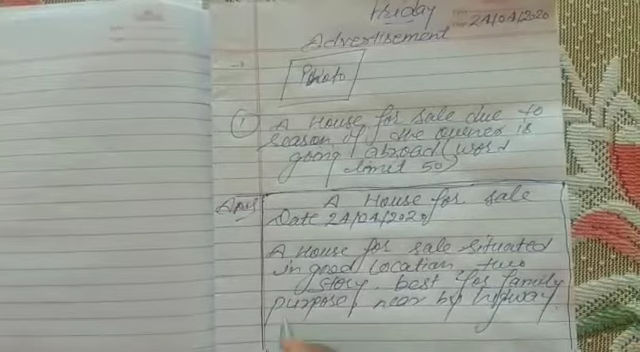 Friday 24/04/2020
Advertisement
Photo
① A House for sale due to
reason of the owner is
going abroad (word
limit 50)
Ans A House for sale
Date 24/04/2020
A House for sale situated
in good location, two
story, best for family
purpose, near by highway